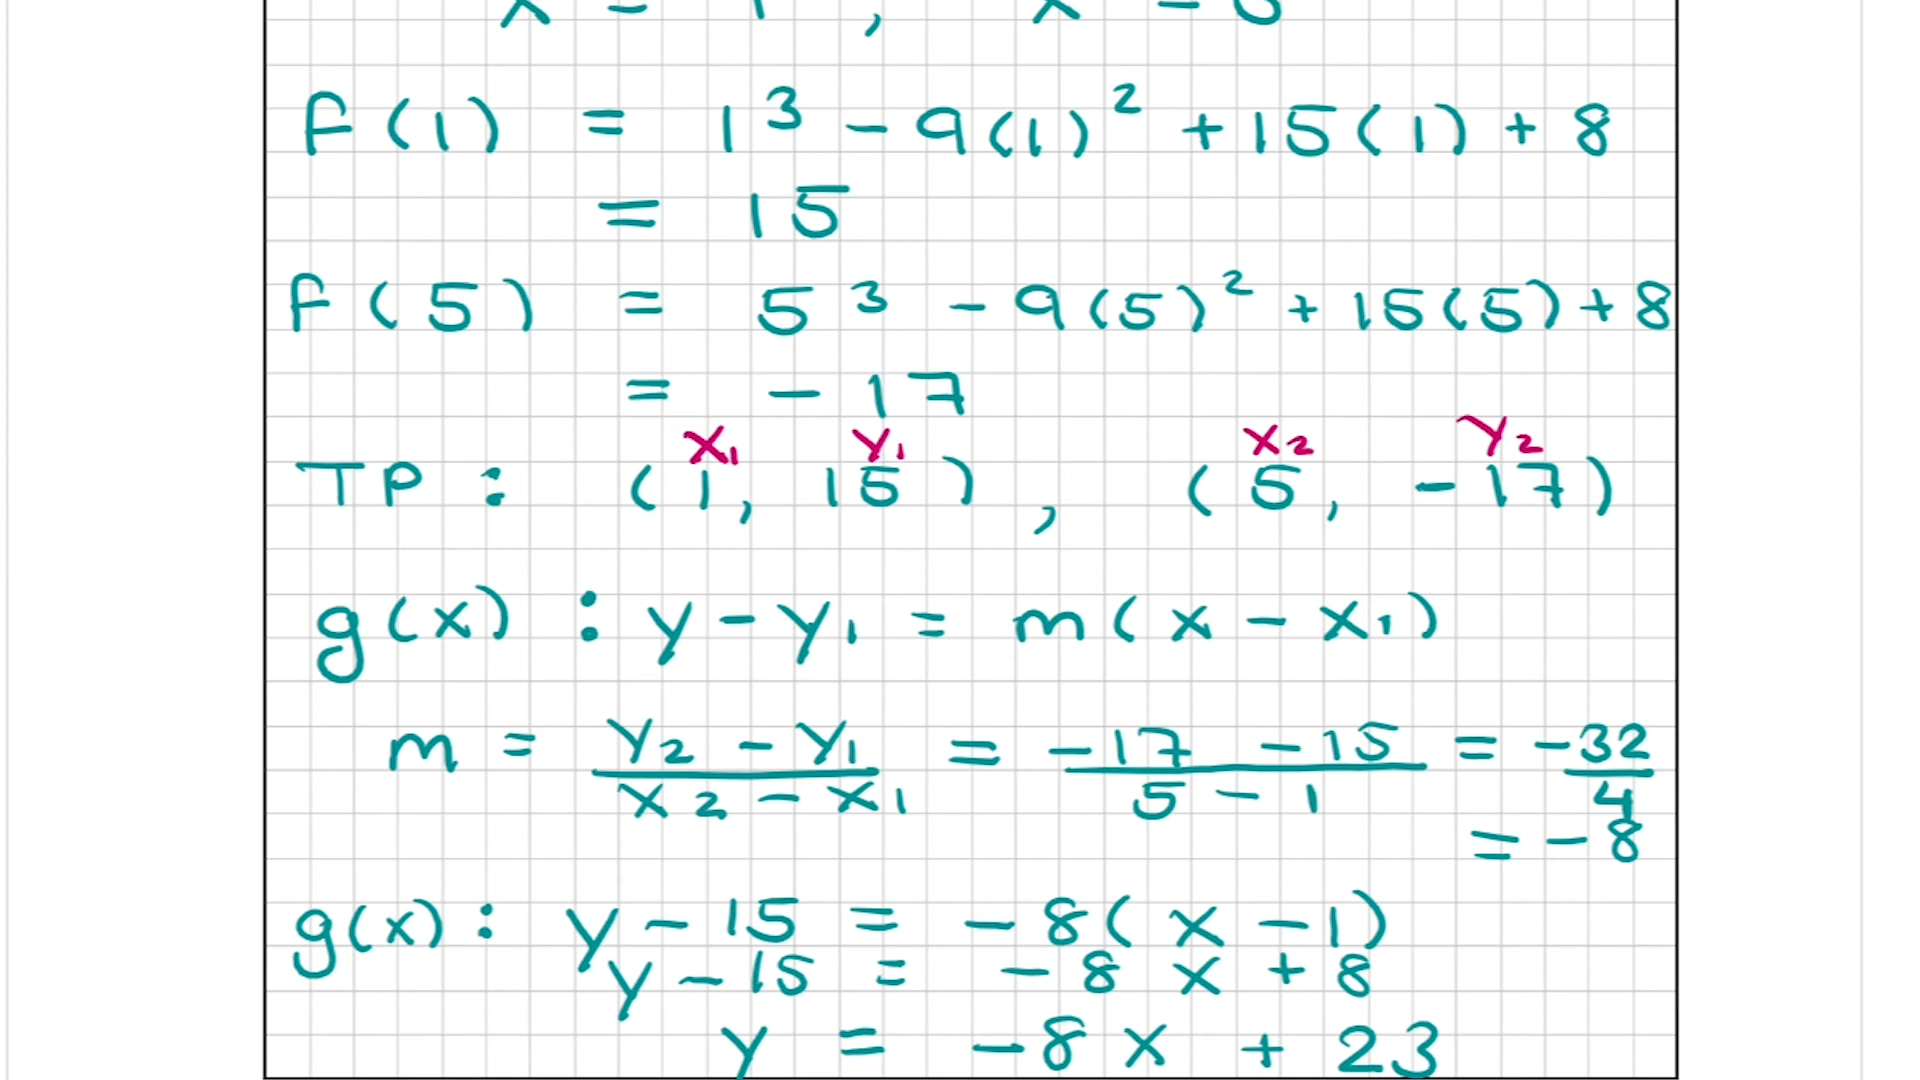 x = 1 , x = 5
f(1) = 1³ - 9(1)² + 15(1) + 8
= 15
f(5) = 5³ - 9(5)² + 15(5) + 8
= - 17
x₁ y₁ x₂ y₂
TP : (1, 15) , (5, -17)
g(x) : y - y₁ = m(x - x₁)
m = y₂ - y₁ / x₂ - x₁ = -17 - 15 / 5 - 1 = -32 / 4
= -8
g(x) : y - 15 = -8(x - 1)
y - 15 = -8x + 8
y = -8x + 23